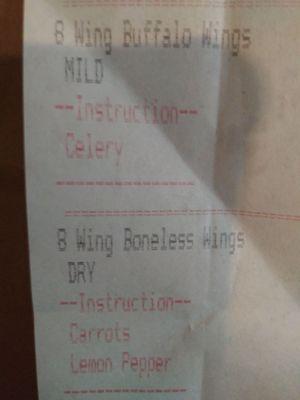 8 Wing Buffalo Wings
MILD
--Instruction--
Celery
8 Wing Boneless Wings
DRY
--Instruction--
Carrots
Lemon Pepper